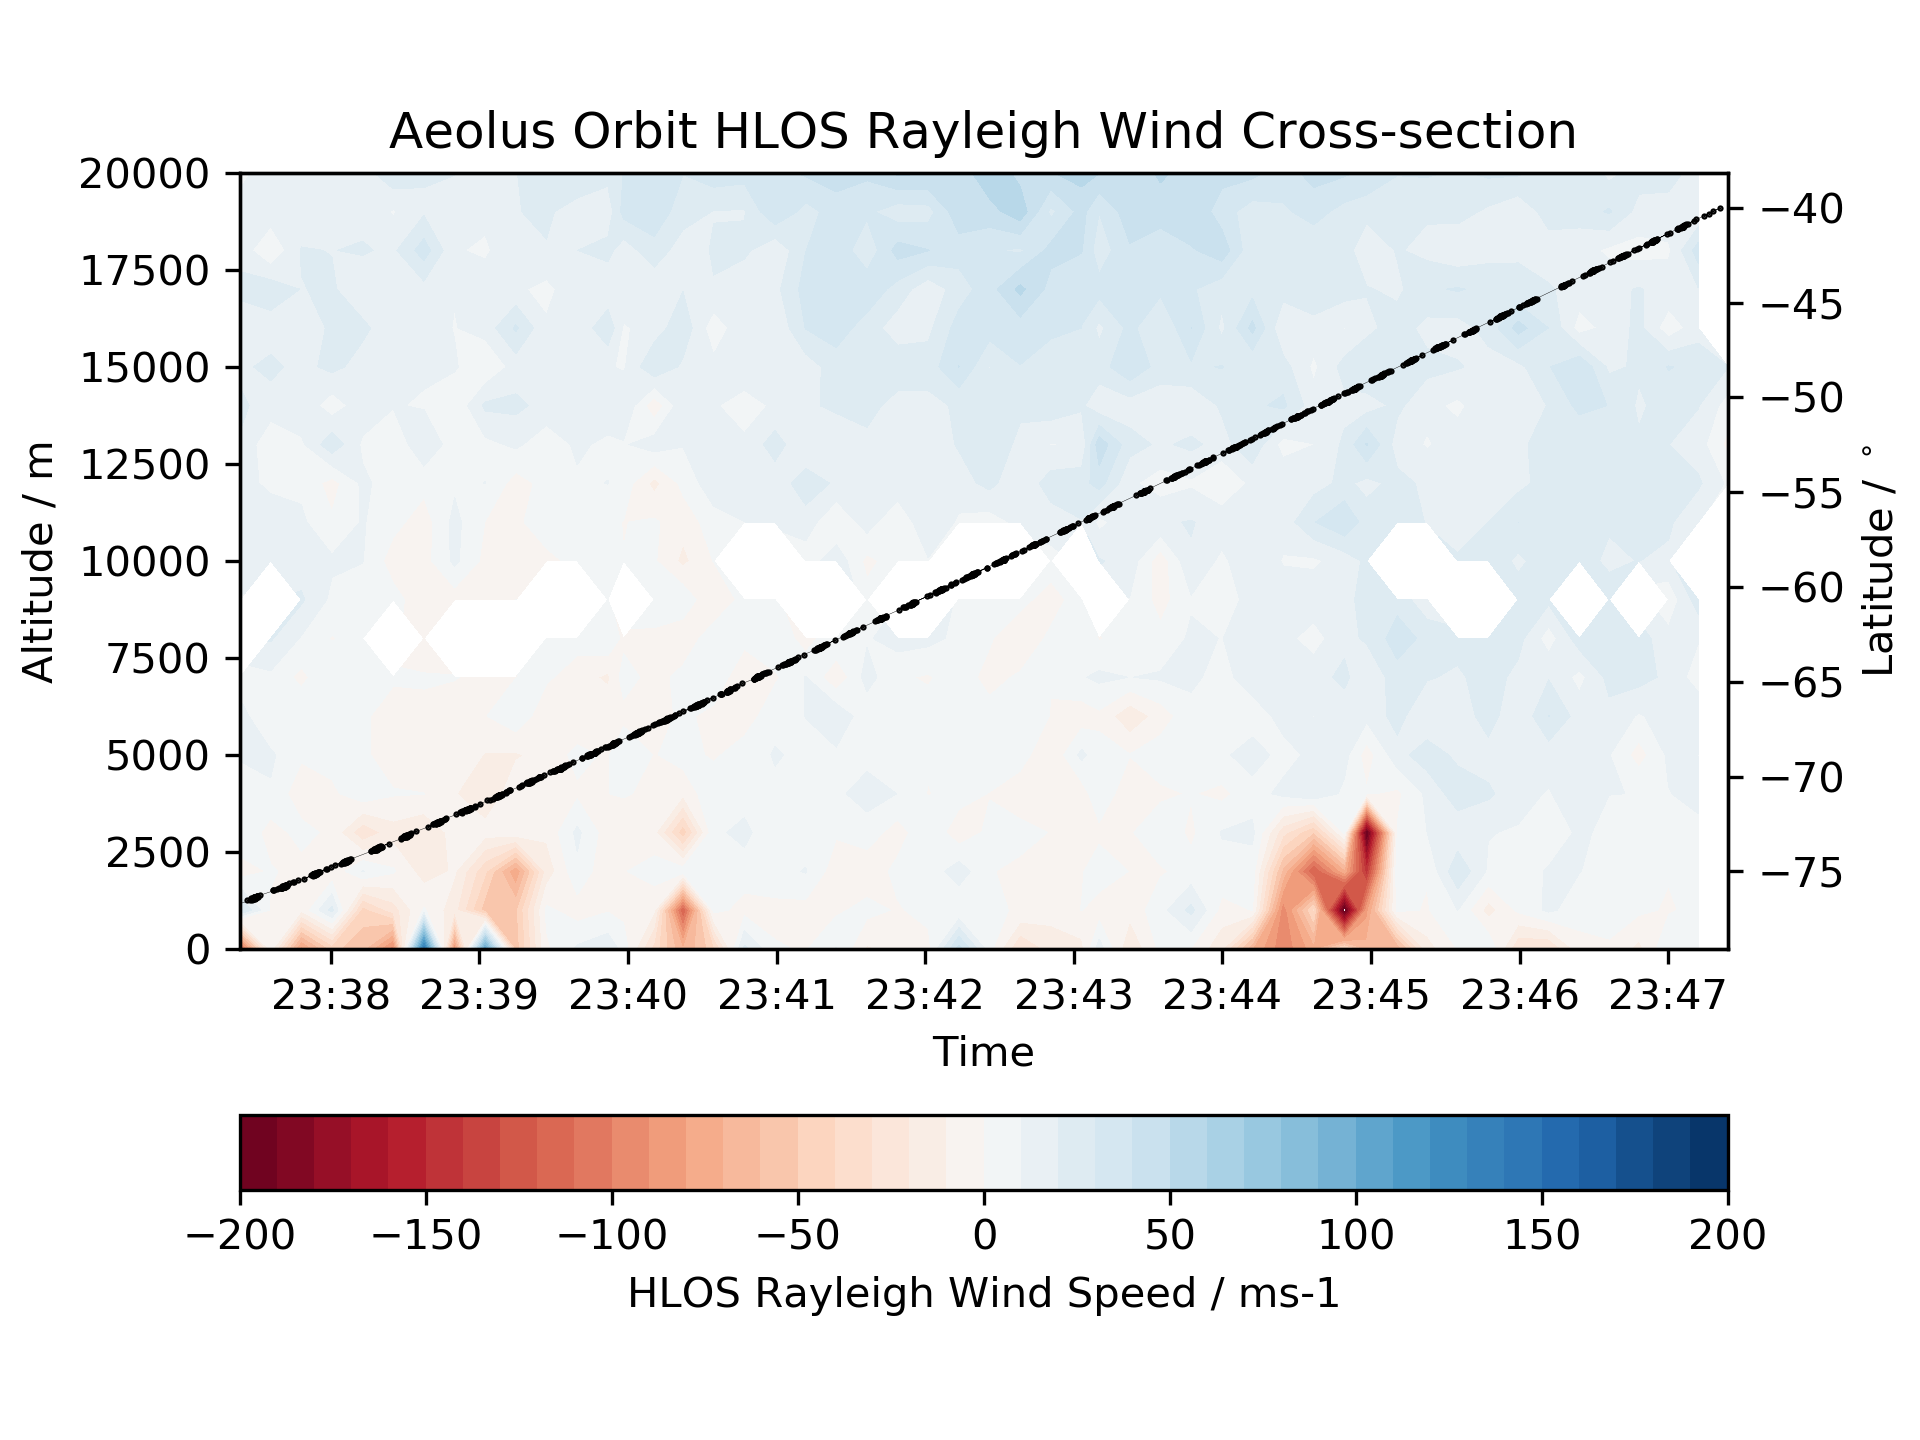 Aeolus Orbit HLOS Rayleigh Wind Cross-section
20000
17500
15000
12500
10000
7500
5000
2500
0
Altitude / m
−40
−45
−50
−55
−60
−65
−70
−75
Latitude / °
23:38 23:39 23:40 23:41 23:42 23:43 23:44 23:45 23:46 23:47
Time
−200 −150 −100 −50 0 50 100 150 200
HLOS Rayleigh Wind Speed / ms-1